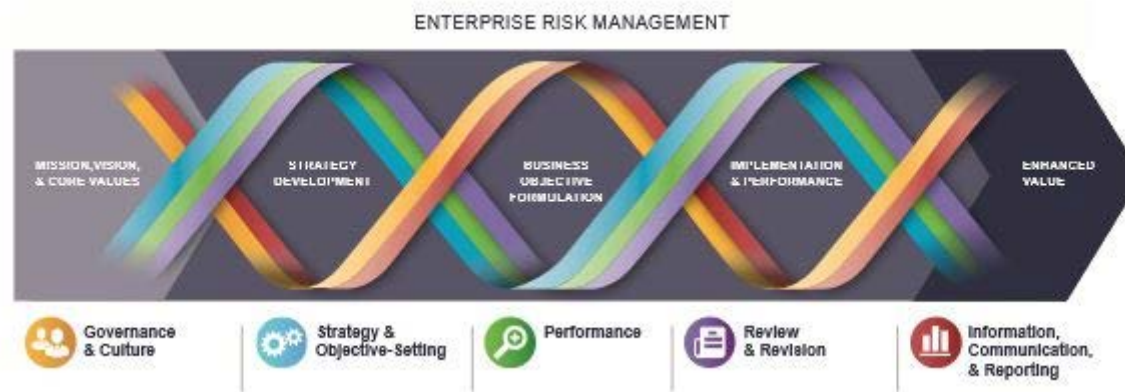 ENTERPRISE RISK MANAGEMENT
MISSION, VISION,
& CORE VALUES
STRATEGY
DEVELOPMENT
BUSINESS
OBJECTIVE
FORMULATION
IMPLEMENTATION
& PERFORMANCE
ENHANCED
VALUE
Governance
& Culture
Strategy &
Objective-Setting
Performance
Review
& Revision
Information,
Communication,
& Reporting